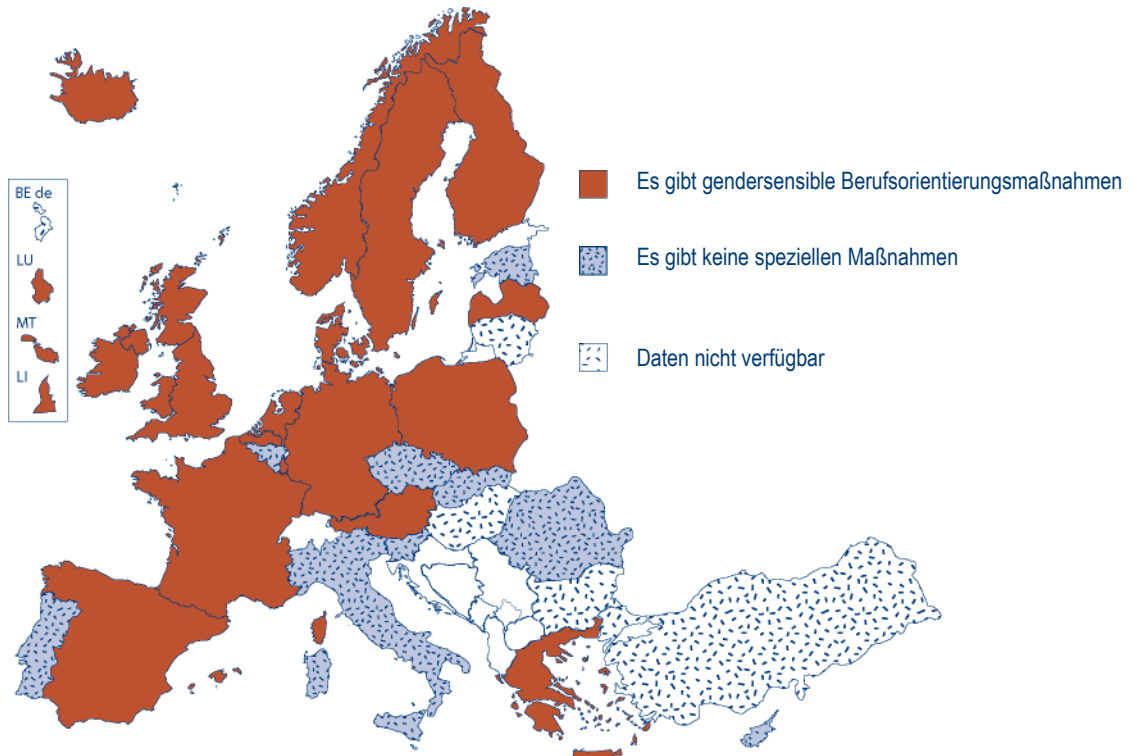 BE de
LU
MT
LI
Es gibt gendersensible Berufsorientierungsmaßnahmen
Es gibt keine speziellen Maßnahmen
Daten nicht verfügbar